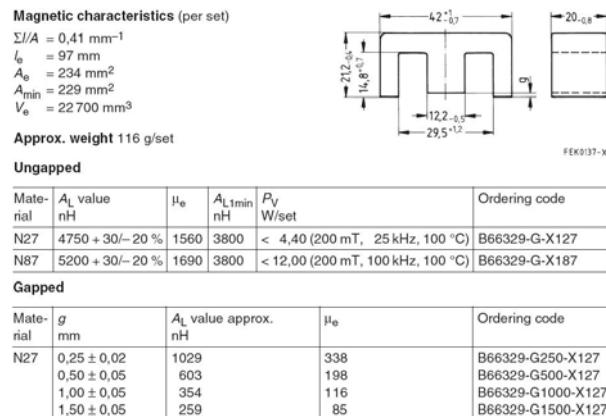 Magnetic characteristics (per set)
Σl/A = 0,41 mm⁻¹
lₑ = 97 mm
Aₑ = 234 mm²
Aₘᵢₙ = 229 mm²
Vₑ = 22700 mm³
Approx. weight 116 g/set
42⁺¹₋₀,₇
20₋₀,₈
21,2₋₀,₄
14,8⁺⁰,⁷
g
12,2₋₀,₅
29,5⁺¹,²
FEK0137-X
Ungapped
Mate-rial | A_L value nH | μₑ | A_L1min nH | P_V W/set | Ordering code
N27 | 4750 + 30/– 20 % | 1560 | 3800 | < 4,40 (200 mT, 25 kHz, 100 °C) | B66329-G-X127
N87 | 5200 + 30/– 20 % | 1690 | 3800 | < 12,00 (200 mT, 100 kHz, 100 °C) | B66329-G-X187
Gapped
Mate-rial | g mm | A_L value approx. nH | μₑ | Ordering code
N27 | 0,25 ± 0,02 | 1029 | 338 | B66329-G250-X127
0,50 ± 0,05 | 603 | 198 | B66329-G500-X127
1,00 ± 0,05 | 354 | 116 | B66329-G1000-X127
1,50 ± 0,05 | 259 | 85 | B66329-G1500-X127